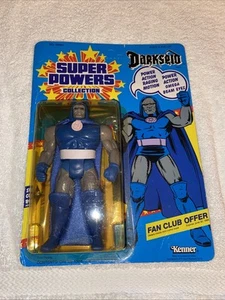 SUPER
POWERS
COLLECTION
DARKSEID
POWER
ACTION
RAGING
MOTION
POWER
ACTION
OMEGA
BEAM EYES
FAN CLUB OFFER
Kenner